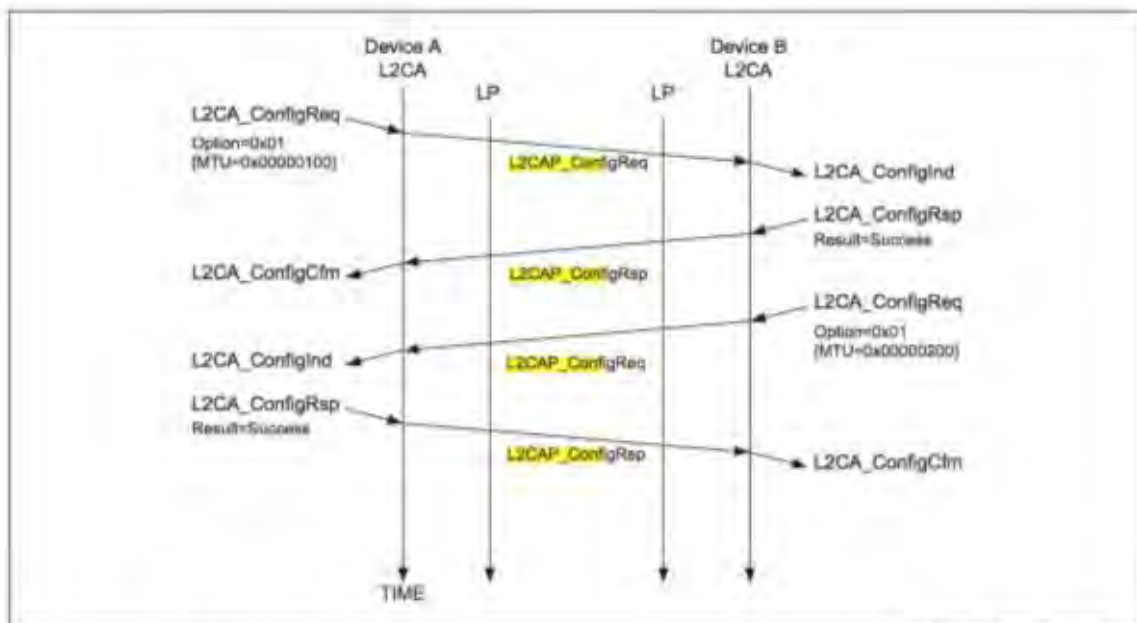 Device A
L2CA
Device B
L2CA
LP
LP
L2CA_ConfigReq
Option=0x01
[MTU=0x00000100]
L2CAP_ConfigReq
L2CA_ConfigInd
L2CA_ConfigRsp
Result=Success
L2CA_ConfigCfm
L2CAP_ConfigRsp
L2CA_ConfigReq
Option=0x01
[MTU=0x00000200]
L2CA_ConfigInd
L2CAP_ConfigReq
L2CA_ConfigRsp
Result=Success
L2CAP_ConfigRsp
L2CA_ConfigCfm
TIME